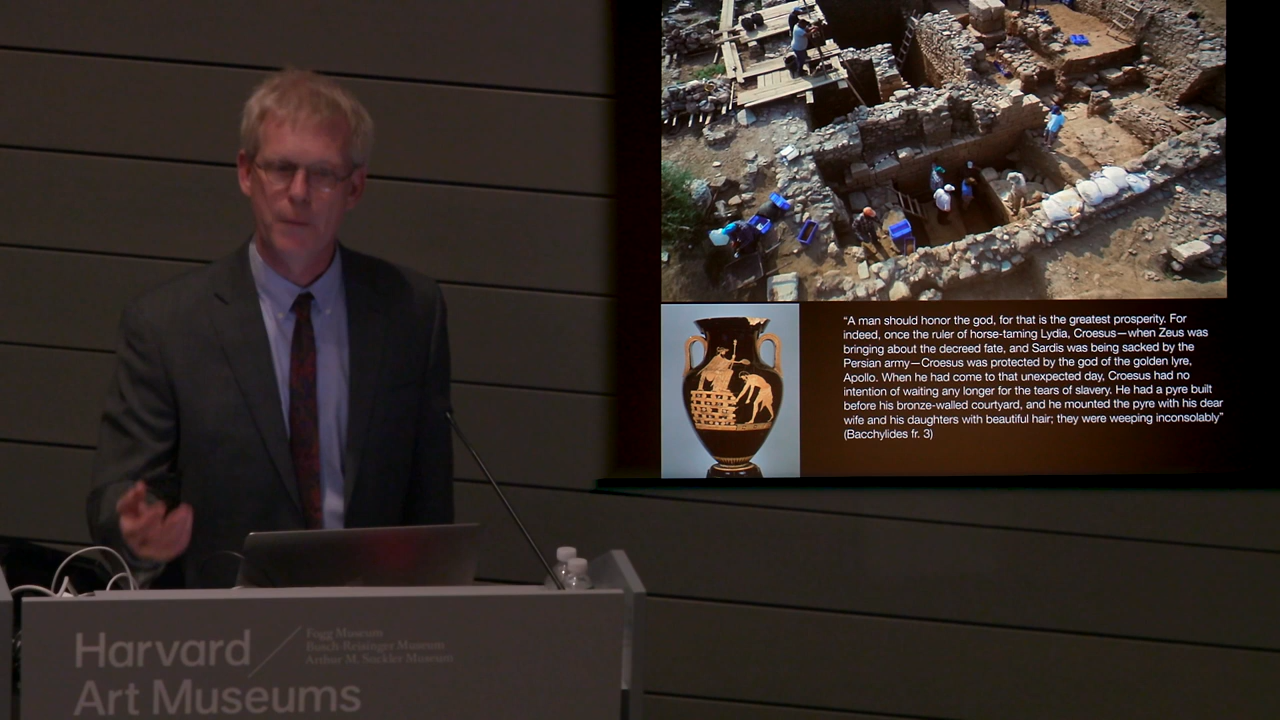 “A man should honor the god, for that is the greatest prosperity. For
indeed, once the ruler of horse-taming Lydia, Croesus—when Zeus was
bringing about the decreed fate, and Sardis was being sacked by the
Persian army—Croesus was protected by the god of the golden lyre,
Apollo. When he had come to that unexpected day, Croesus had no
intention of waiting any longer for the tears of slavery. He had a pyre built
before his bronze-walled courtyard, and he mounted the pyre with his dear
wife and his daughters with beautiful hair; they were weeping inconsolably”
(Bacchylides fr. 3)
Harvard
Art Museums
Fogg Museum
Busch-Reisinger Museum
Arthur M. Sackler Museum